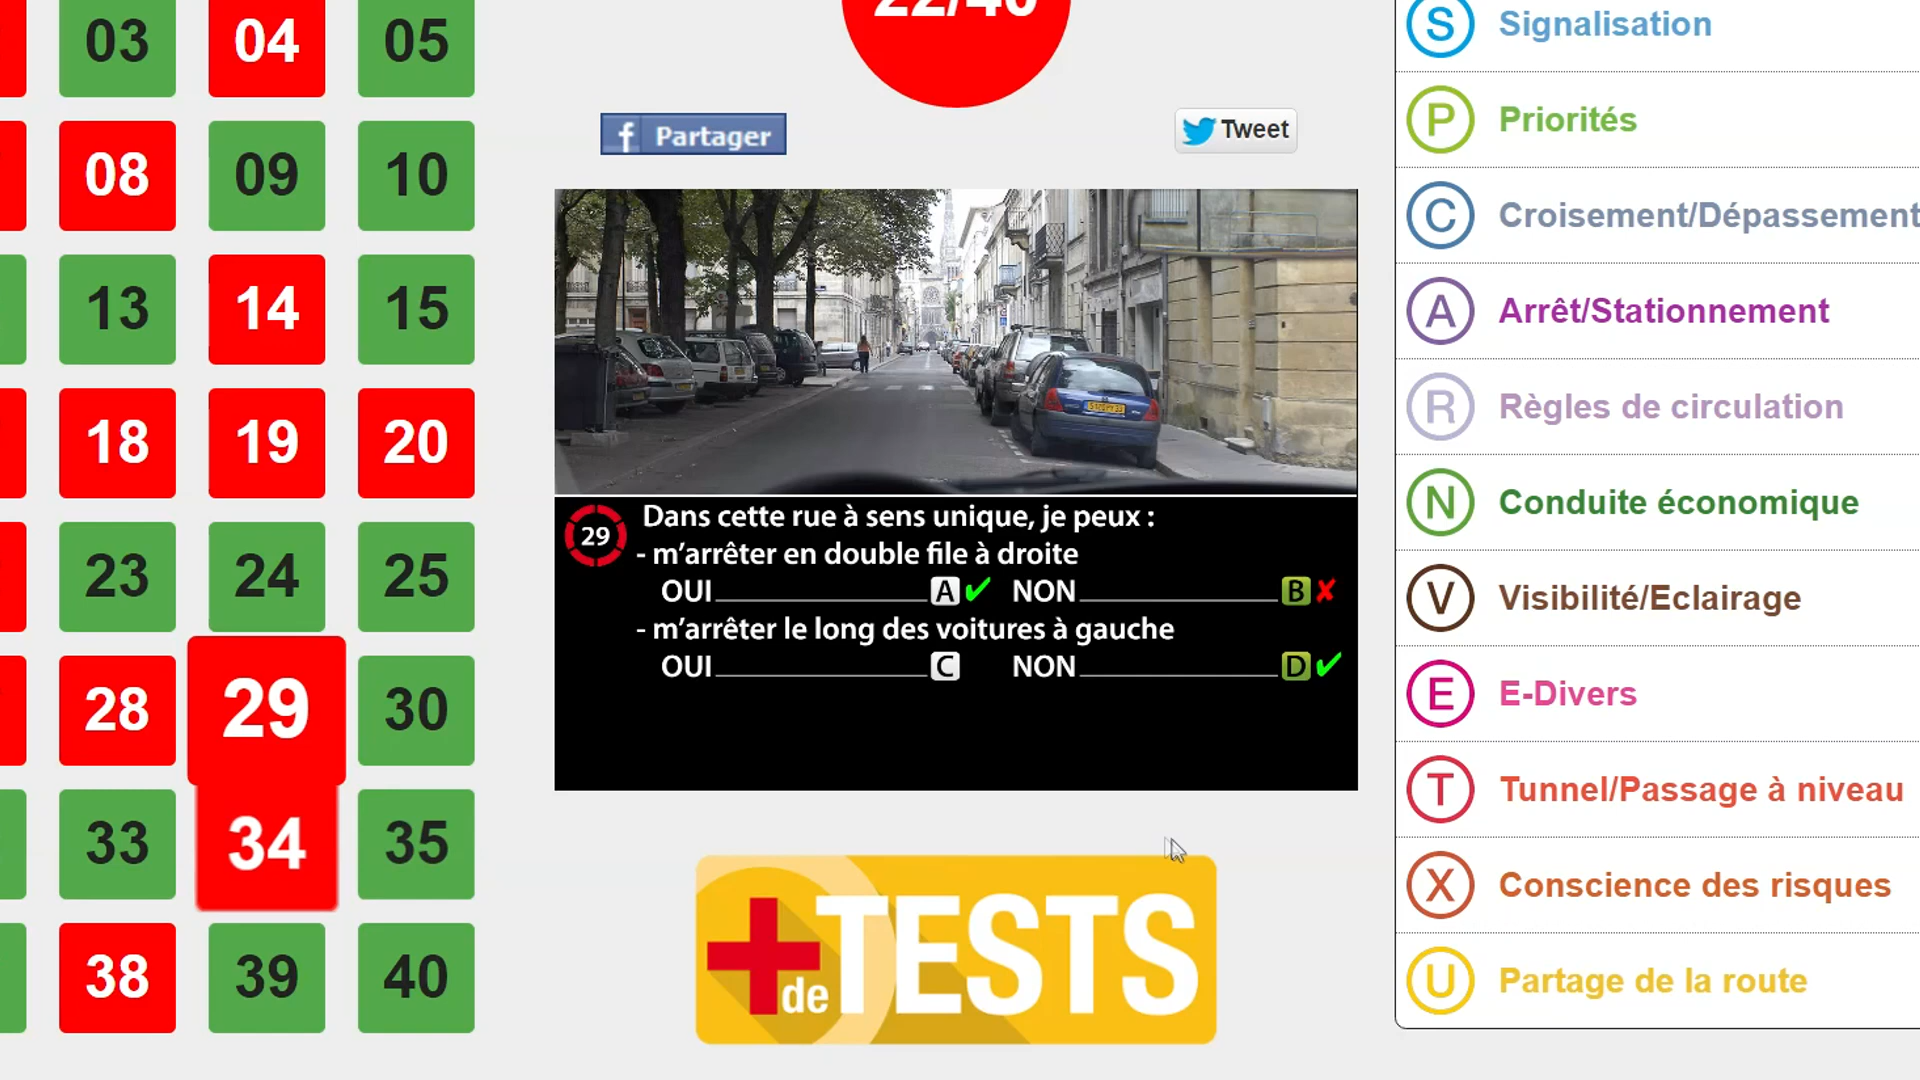 22/40
03 04 05
08 09 10
13 14 15
18 19 20
23 24 25
28 29 30
33 34 35
38 39 40
f Partager
Tweet
29 Dans cette rue à sens unique, je peux :
- m'arrêter en double file à droite
OUI A ✔ NON B ✘
- m'arrêter le long des voitures à gauche
OUI C NON D ✔
+ de TESTS
S Signalisation
P Priorités
C Croisement/Dépassement
A Arrêt/Stationnement
R Règles de circulation
N Conduite économique
V Visibilité/Eclairage
E E-Divers
T Tunnel/Passage à niveau
X Conscience des risques
U Partage de la route